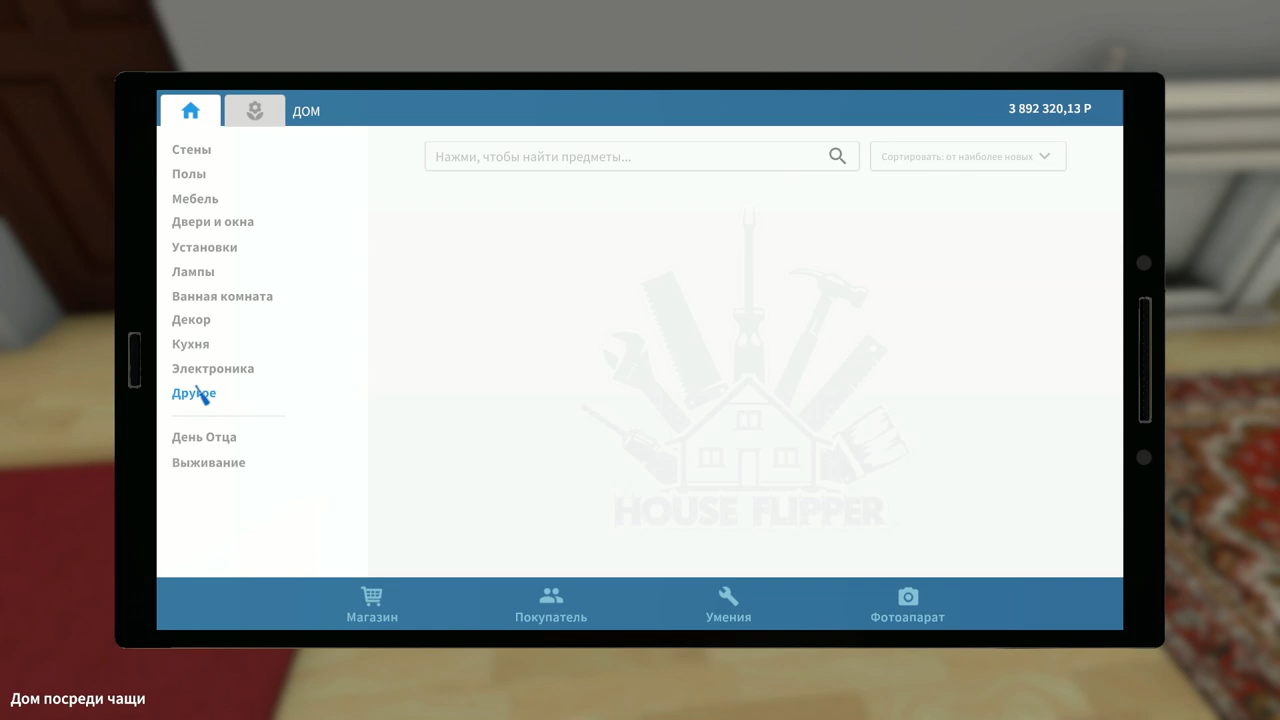 ДОМ
3 892 320,13 Р
Стены
Полы
Мебель
Двери и окна
Установки
Лампы
Ванная комната
Декор
Кухня
Электроника
Другое
День Отца
Выживание
Нажми, чтобы найти предметы...
Сортировать: от наиболее новых
HOUSE FLIPPER
Магазин
Покупатель
Умения
Фотоапарат
Дом посреди чащи